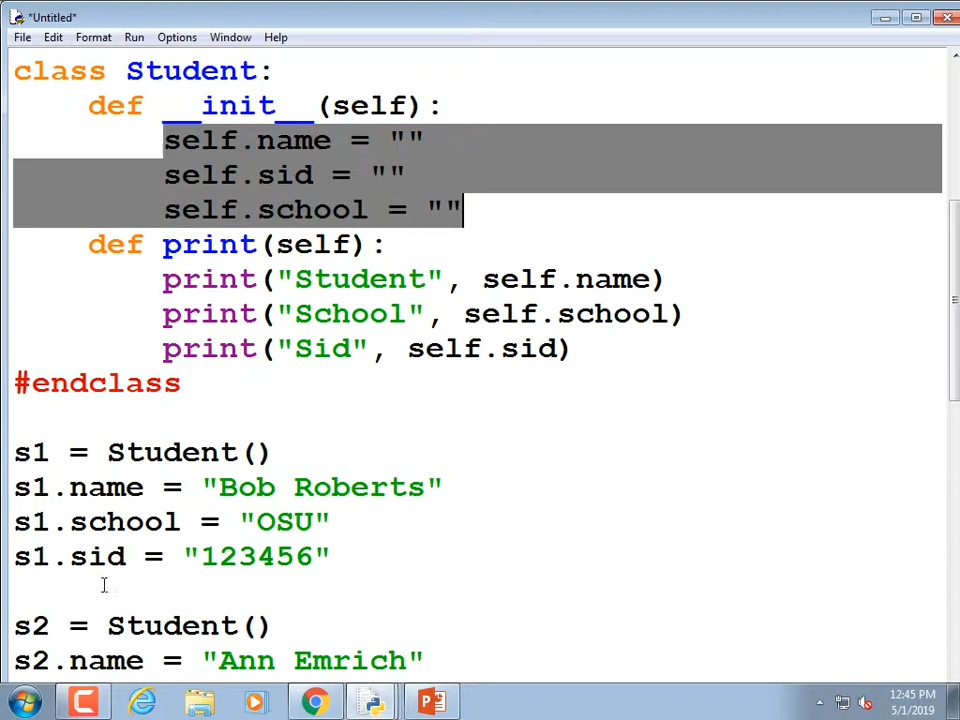 *Untitled*
File Edit Format Run Options Window Help
class Student:
    def __init__(self):
        self.name = ""
        self.sid = ""
        self.school = ""
    def print(self):
        print("Student", self.name)
        print("School", self.school)
        print("Sid", self.sid)
#endclass
s1 = Student()
s1.name = "Bob Roberts"
s1.school = "OSU"
s1.sid = "123456"
s2 = Student()
s2.name = "Ann Emrich"
12:45 PM
5/1/2019